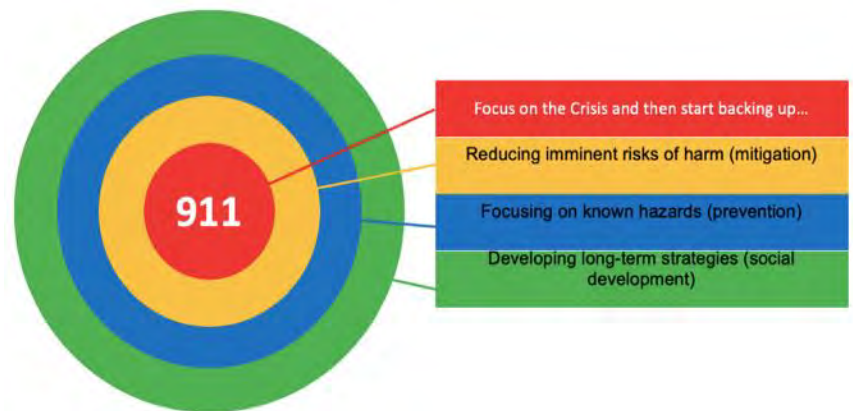 911
Focus on the Crisis and then start backing up...
Reducing imminent risks of harm (mitigation)
Focusing on known hazards (prevention)
Developing long-term strategies (social
development)